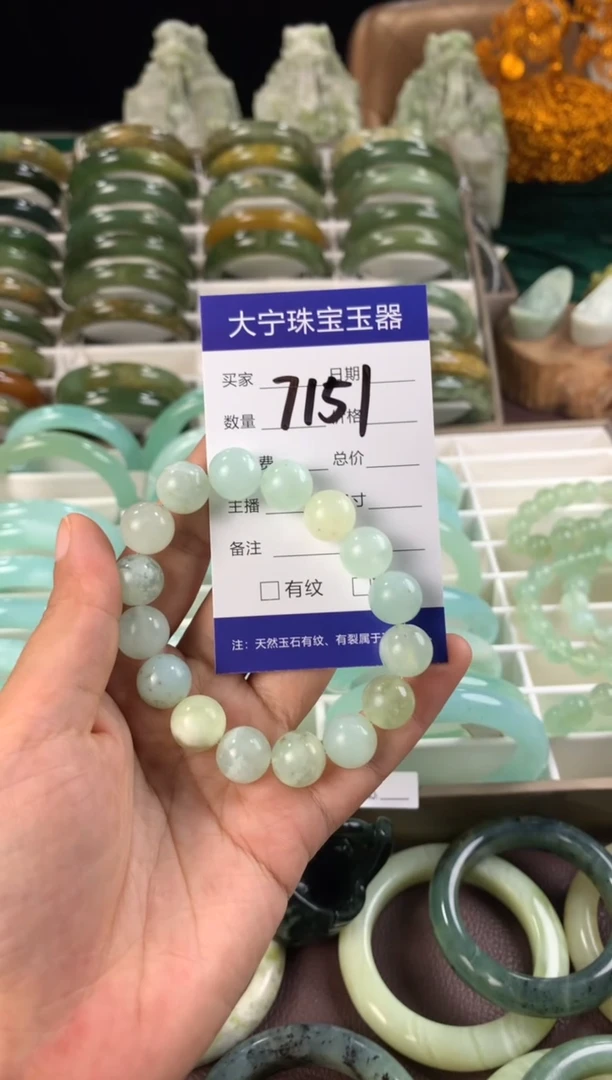 大宁珠宝玉器
买家 日期
7151
数量 价格
费 总价
主播 寸
备注
有纹
注：天然玉石有纹、有裂属于